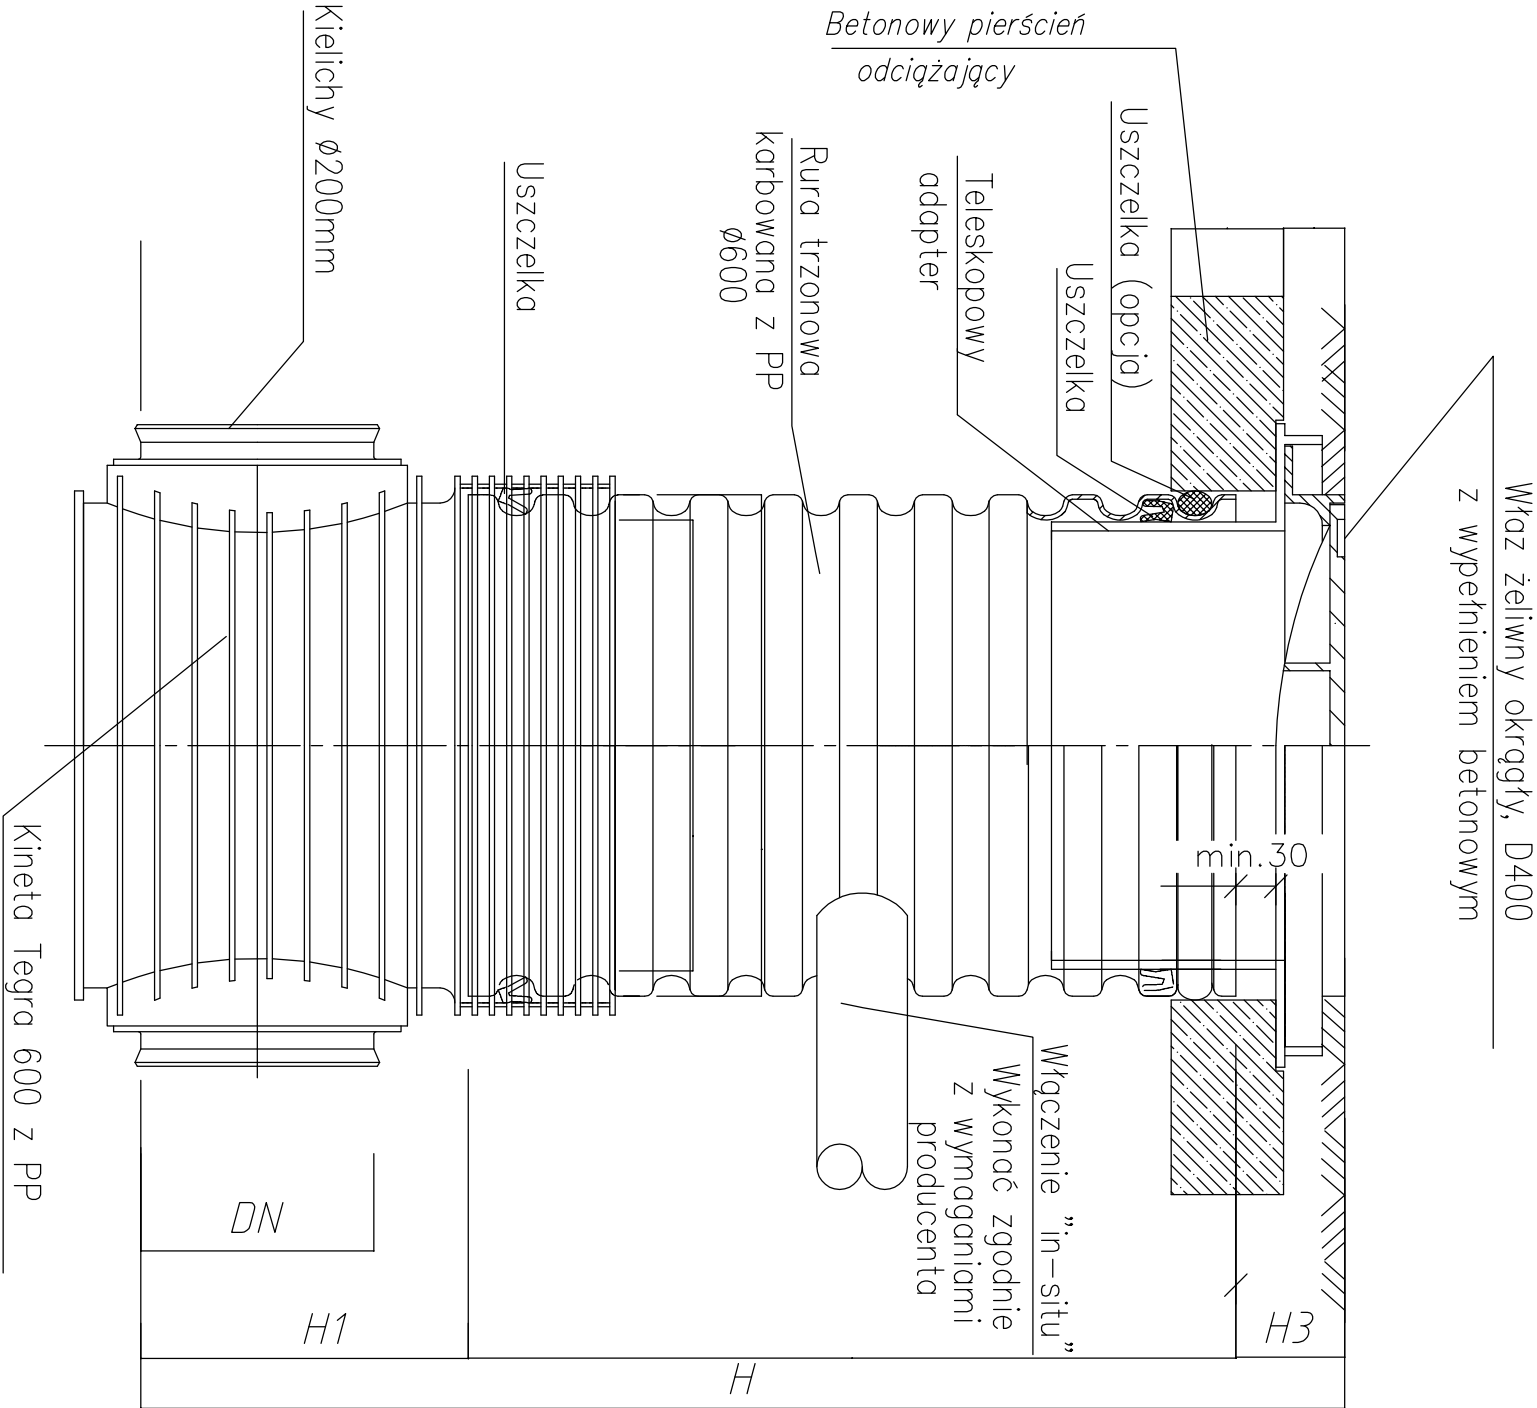 Betonowy pierścień
odciążający
Uszczelka (opcja)
Uszczelka
Teleskopowy
adapter
Rura trzonowa
karbowana z PP
ø600
Uszczelka
Kielichy ø200mm
Właz żeliwny okrągły, D400
z wypełnieniem betonowym
min.30
Włączenie „in-situ”
Wykonać zgodnie
z wymaganiami
producenta
Kineta Tegra 600 z PP
DN
H1
H3
H